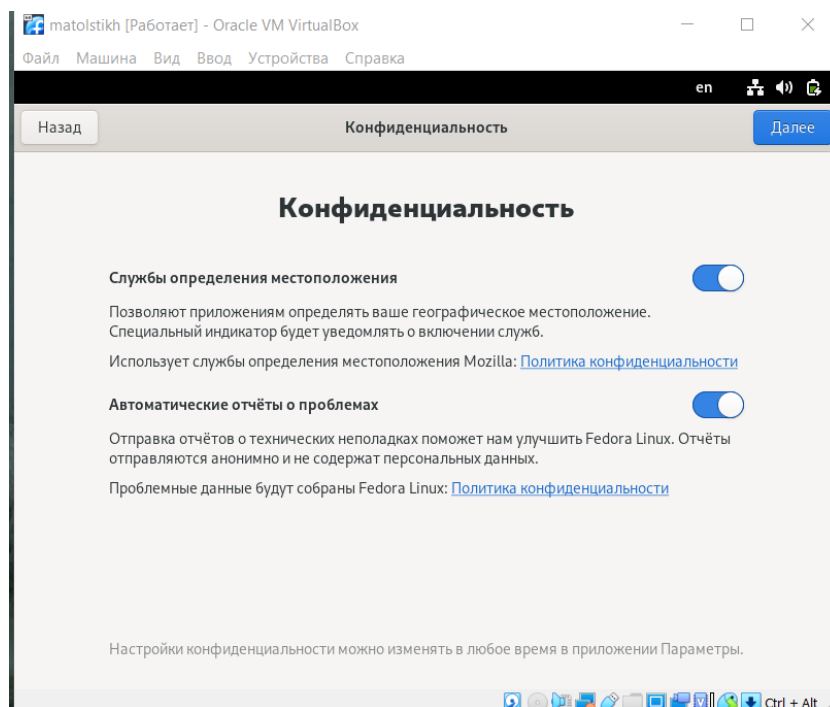 matolstikh [Работает] - Oracle VM VirtualBox
Файл Машина Вид Ввод Устройства Справка
en
Назад Конфиденциальность Далее
Конфиденциальность
Службы определения местоположения
Позволяют приложениям определять ваше географическое местоположение.
Специальный индикатор будет уведомлять о включении служб.
Использует службы определения местоположения Mozilla: Политика конфиденциальности
Автоматические отчёты о проблемах
Отправка отчётов о технических неполадках поможет нам улучшить Fedora Linux. Отчёты
отправляются анонимно и не содержат персональных данных.
Проблемные данные будут собраны Fedora Linux: Политика конфиденциальности
Настройки конфиденциальности можно изменять в любое время в приложении Параметры.
Ctrl + Alt